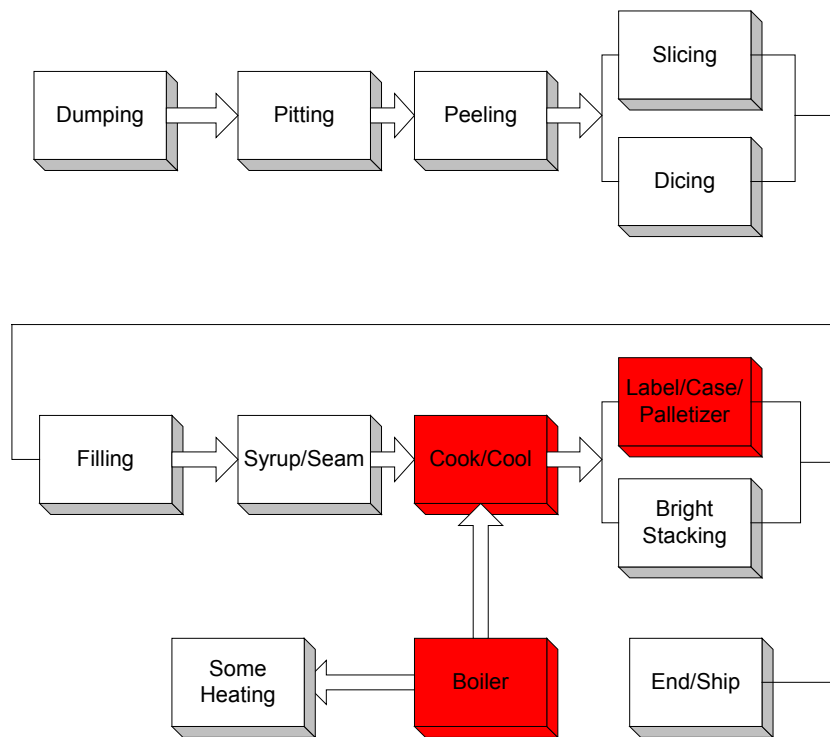 Dumping
Pitting
Peeling
Slicing
Dicing
Filling
Syrup/Seam
Cook/Cool
Label/Case/
Palletizer
Bright
Stacking
Some
Heating
Boiler
End/Ship